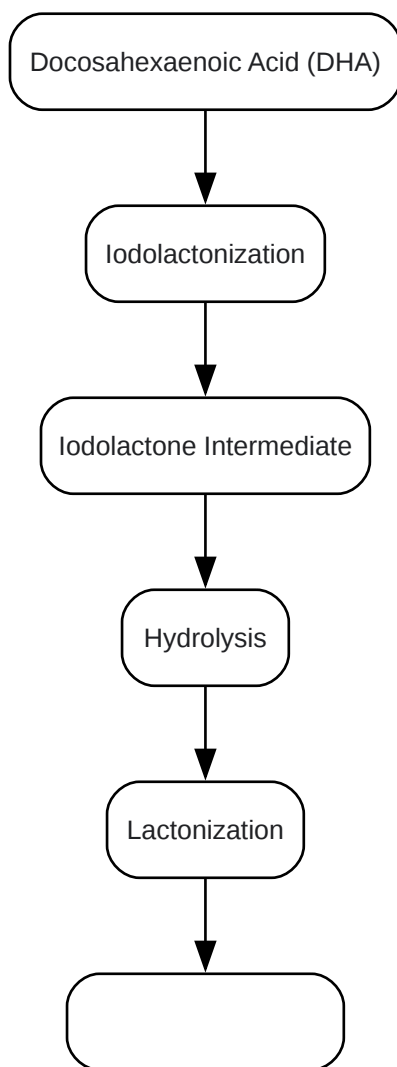 Docosahexaenoic Acid (DHA)
Iodolactonization
Iodolactone Intermediate
Hydrolysis
Lactonization